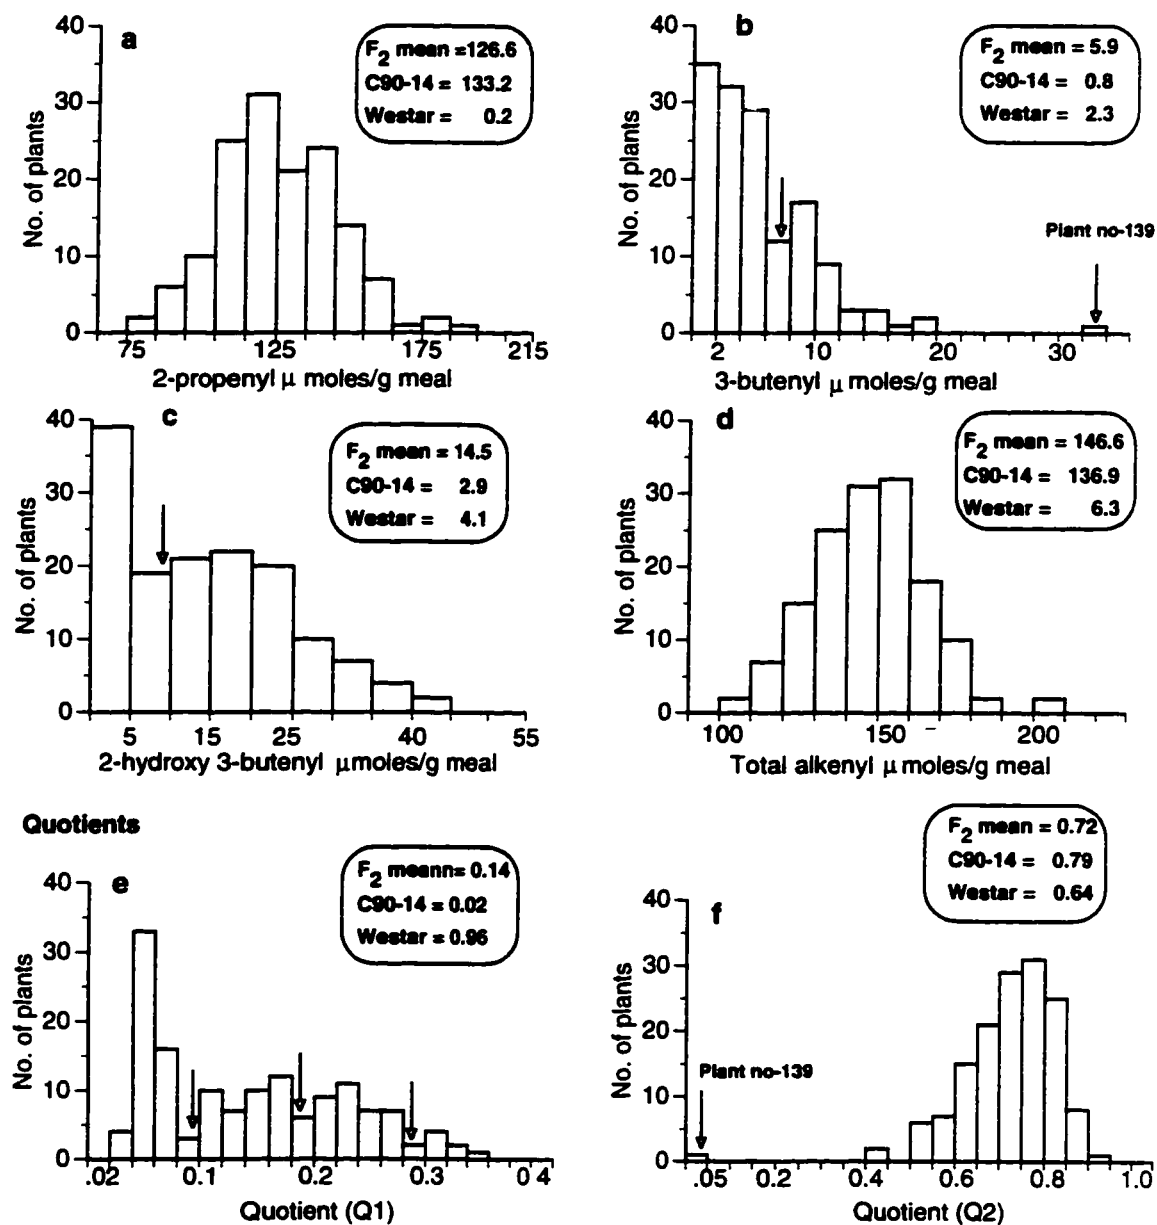 a
F2 mean =126.6
C90-14 = 133.2
Westar = 0.2
No. of plants
40
30
20
10
0
75 125 175 215
2-propenyl µ moles/g meal
b
F2 mean = 5.9
C90-14 = 0.8
Westar = 2.3
Plant no-139
No. of plants
40
30
20
10
0
2 10 20 30
3-butenyl µ moles/g meal
c
F2 mean = 14.5
C90-14 = 2.9
Westar = 4.1
No. of plants
40
30
20
10
0
5 15 25 40 55
2-hydroxy 3-butenyl µmoles/g meal
d
F2 mean = 146.6
C90-14 = 136.9
Westar = 6.3
No. of plants
40
30
20
10
0
100 150 200
Total alkenyl µ moles/g meal
Quotients
e
F2 meann= 0.14
C90-14 = 0.02
Westar = 0.96
No. of plants
40
30
20
10
0
.02 0.1 0.2 0.3 0 4
Quotient (Q1)
F2 mean = 0.72
C90-14 = 0.79
Westar = 0.64
f
Plant no-139
No. of plants
40
30
20
10
0
.05 0.2 0.4 0.6 0.8 1.0
Quotient (Q2)